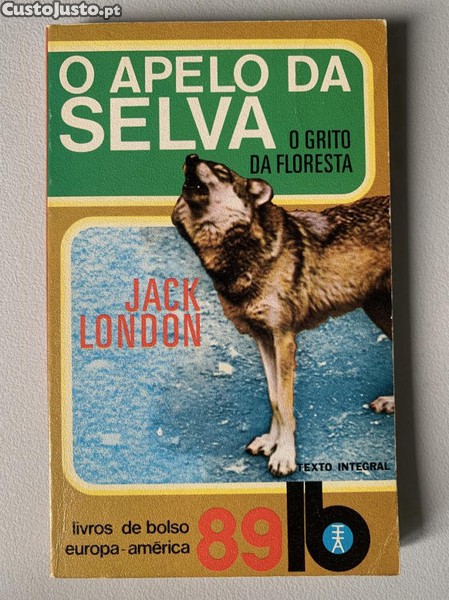 CustoJusto.pt
O APELO DA
SELVA
O GRITO
DA FLORESTA
JACK
LONDON
TEXTO INTEGRAL
livros de bolso
europa-américa
89
lb